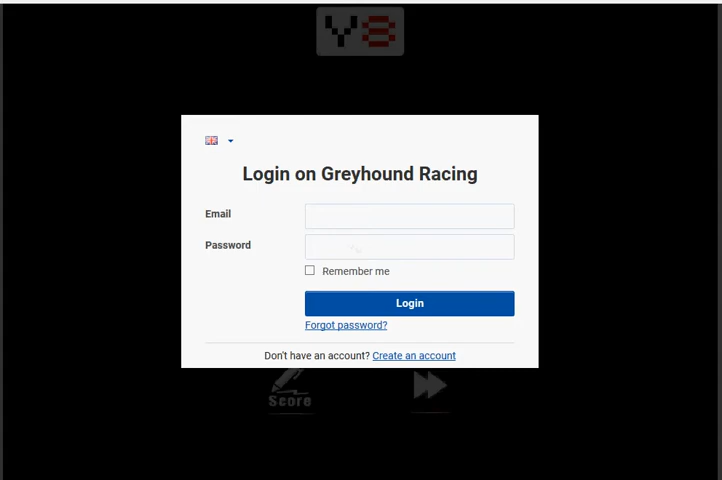 Y8
Login on Greyhound Racing
Email
Password
Remember me
Login
Forgot password?
Don't have an account? Create an account
Score